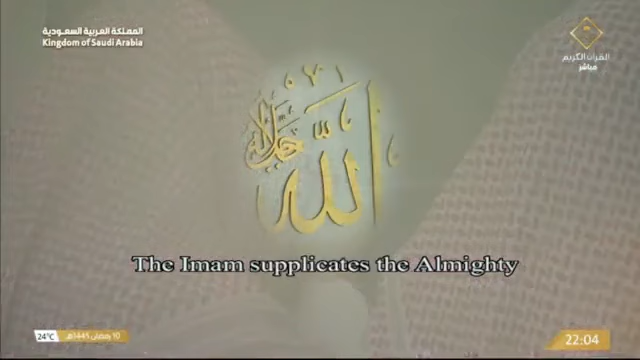 المملكة العربية السعودية
Kingdom of Saudi Arabia
القرآن الكريم
مباشر
الله
جل جلاله
The Imam supplicates the Almighty
24°C
10 رمضان 1445هـ
22:04